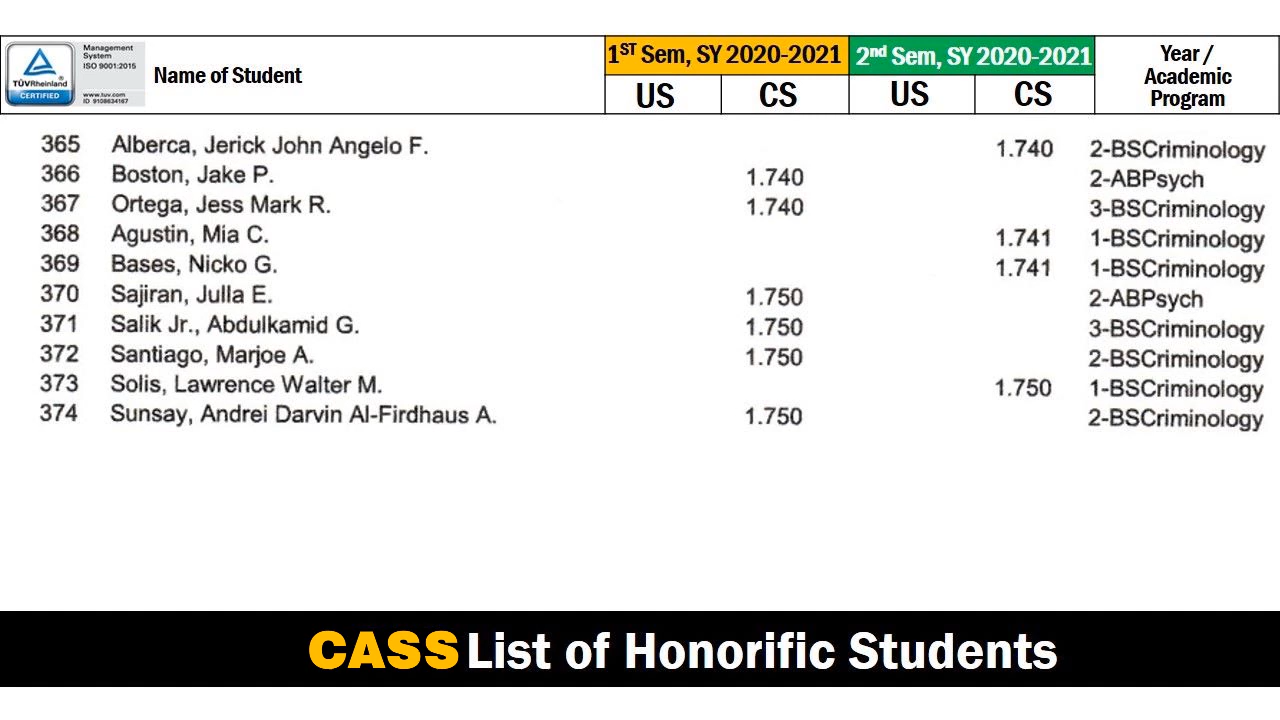 TÜVRheinland
CERTIFIED
Management
System
ISO 9001:2015
www.tuv.com
ID 9108634167
Name of Student
1ST Sem, SY 2020-2021
2nd Sem, SY 2020-2021
US CS US CS
Year /
Academic
Program
365 Alberca, Jerick John Angelo F. 1.740 2-BSCriminology
366 Boston, Jake P. 1.740 2-ABPsych
367 Ortega, Jess Mark R. 1.740 3-BSCriminology
368 Agustin, Mia C. 1.741 1-BSCriminology
369 Bases, Nicko G. 1.741 1-BSCriminology
370 Sajiran, Julla E. 1.750 2-ABPsych
371 Salik Jr., Abdulkamid G. 1.750 3-BSCriminology
372 Santiago, Marjoe A. 1.750 2-BSCriminology
373 Solis, Lawrence Walter M. 1.750 1-BSCriminology
374 Sunsay, Andrei Darvin Al-Firdhaus A. 1.750 2-BSCriminology
CASS List of Honorific Students